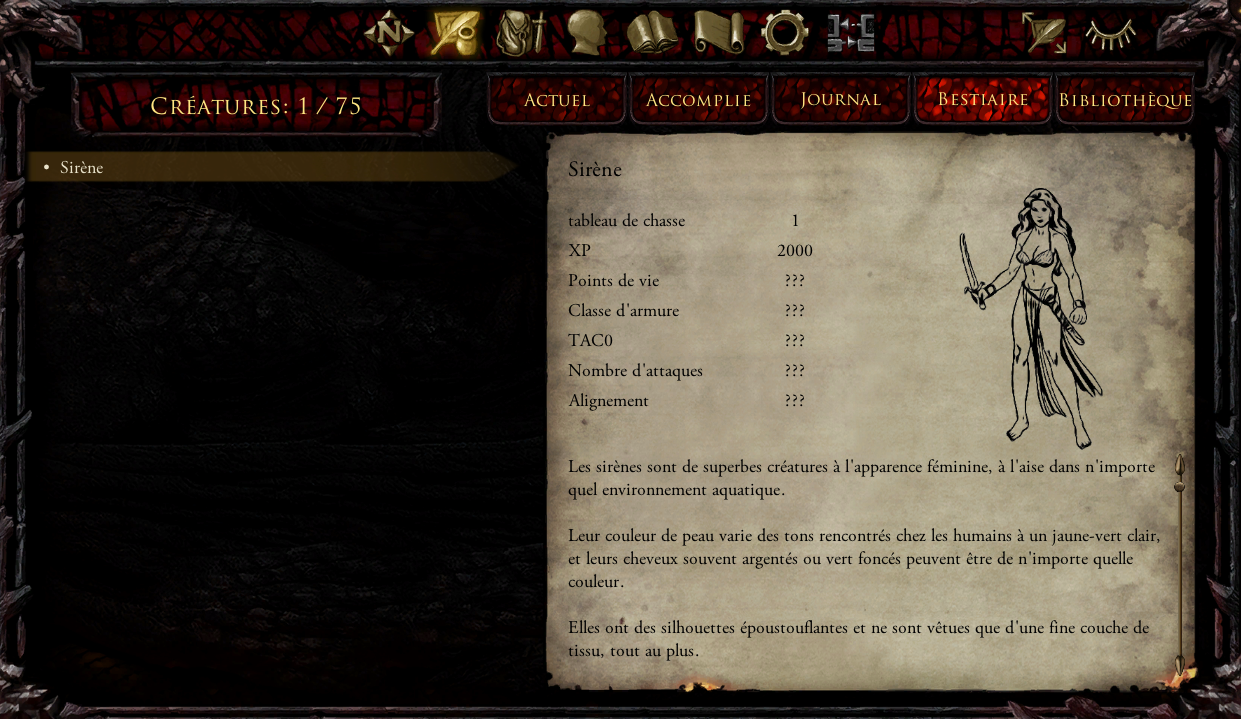 N
CRÉATURES: 1 / 75
ACTUEL
ACCOMPLIE
JOURNAL
BESTIAIRE
BIBLIOTHÈQUE
• Sirène
Sirène
tableau de chasse 1
XP 2000
Points de vie ???
Classe d'armure ???
TAC0 ???
Nombre d'attaques ???
Alignement ???
Les sirènes sont de superbes créatures à l'apparence féminine, à l'aise dans n'importe
quel environnement aquatique.
Leur couleur de peau varie des tons rencontrés chez les humains à un jaune-vert clair,
et leurs cheveux souvent argentés ou vert foncés peuvent être de n'importe quelle
couleur.
Elles ont des silhouettes époustouflantes et ne sont vêtues que d'une fine couche de
tissu, tout au plus.